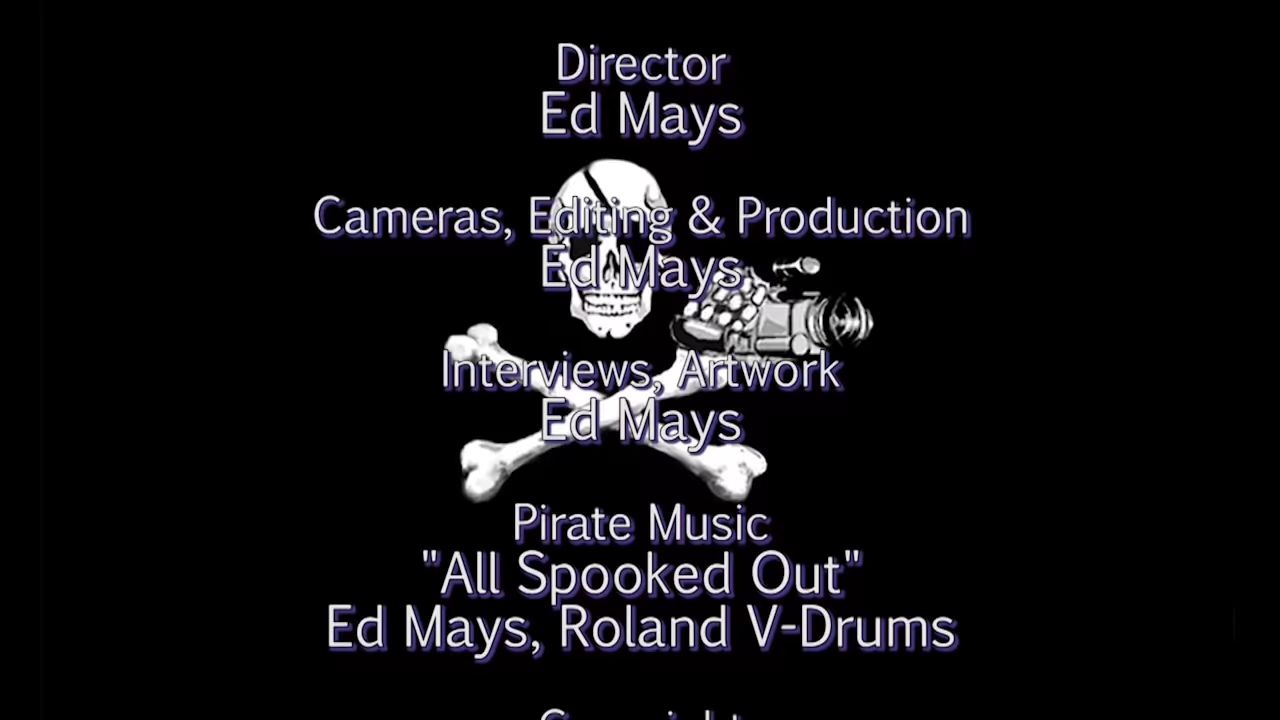 Director
Ed Mays
Cameras, Editing & Production
Ed Mays
Interviews, Artwork
Ed Mays
Pirate Music
"All Spooked Out"
Ed Mays, Roland V-Drums